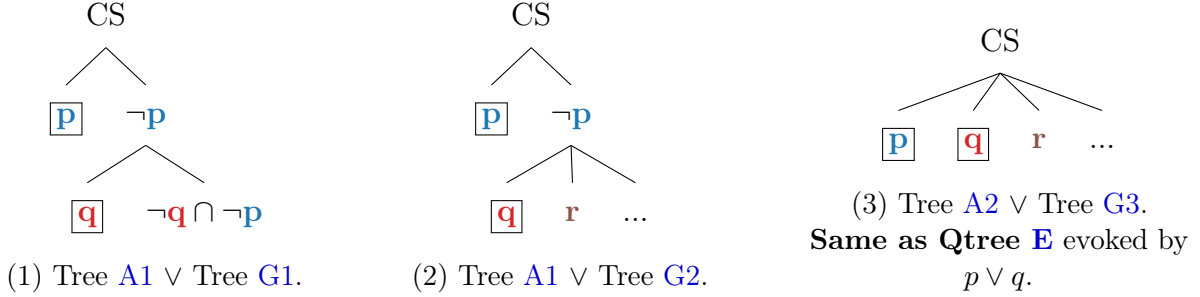 CS
p ¬p
q ¬q ∩ ¬p
(1) Tree A1 ∨ Tree G1.
CS
p ¬p
q r ...
(2) Tree A1 ∨ Tree G2.
CS
p q r ...
(3) Tree A2 ∨ Tree G3.
Same as Qtree E evoked by
p ∨ q.